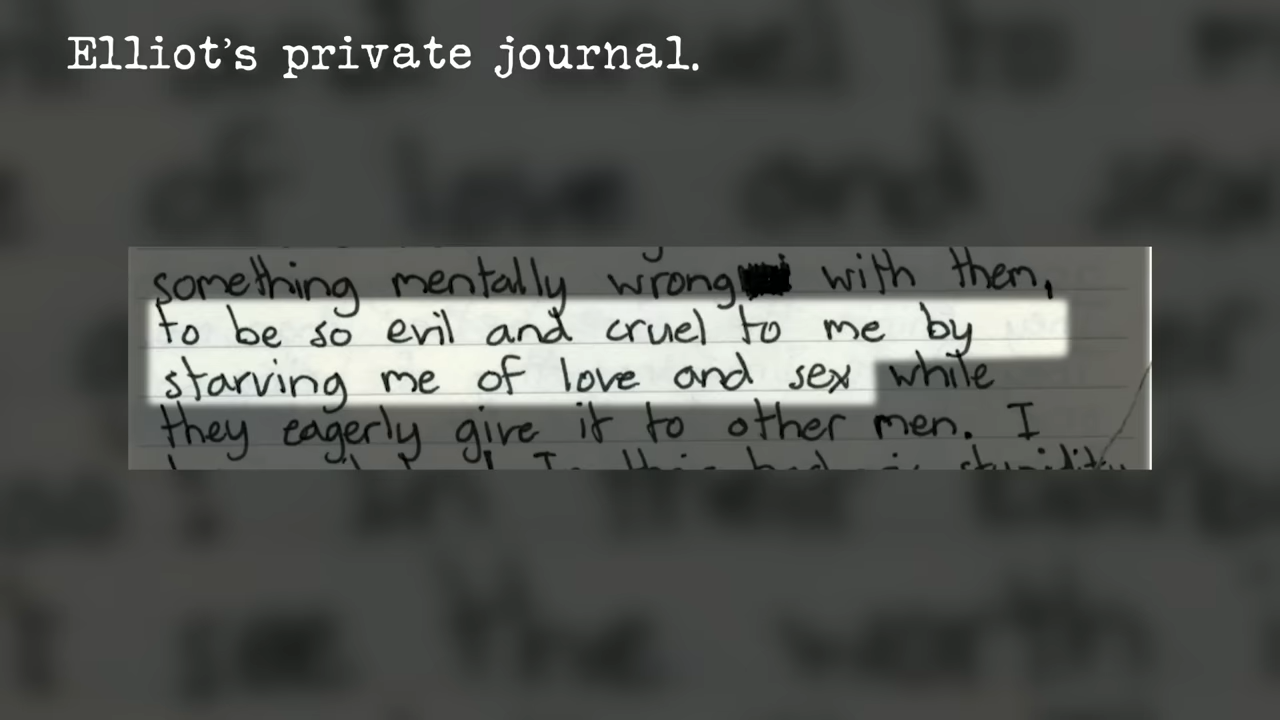 Elliot's private journal.
something mentally wrong with them,
to be so evil and cruel to me by
starving me of love and sex while
they eagerly give it to other men. I